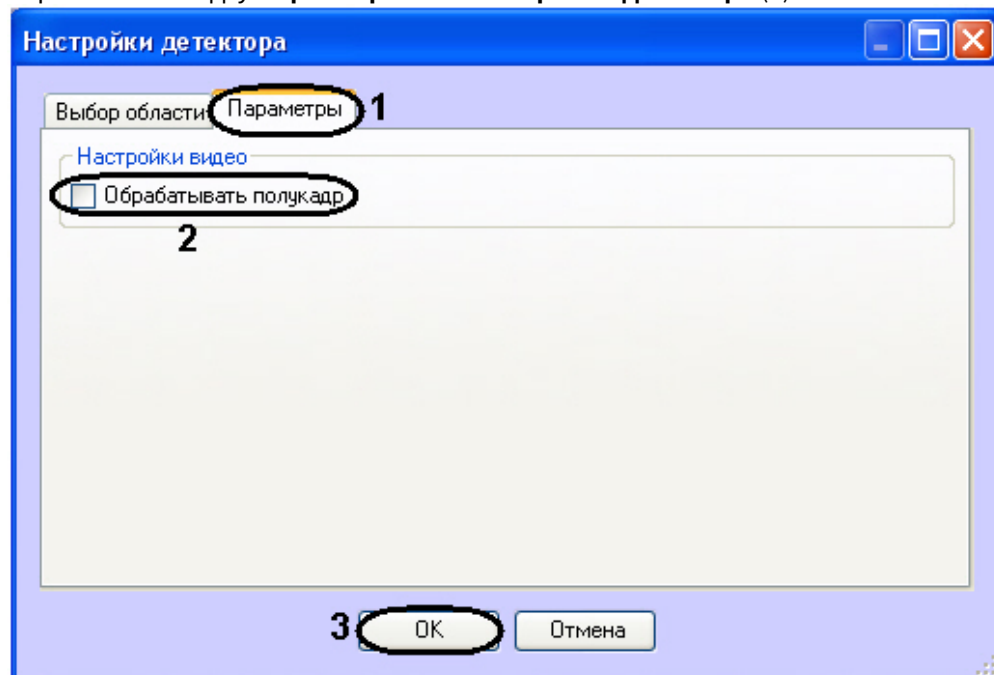 Настройки детектора
Выбор области Параметры 1
Настройки видео
Обрабатывать полукадр
2
3 OK Отмена